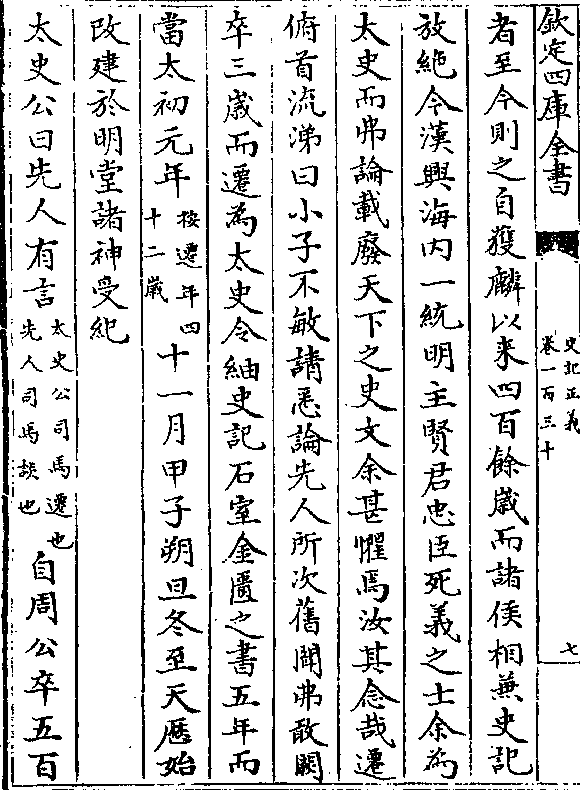 欽定四庫全書
史記正義
卷一百三十
七
者至今則之自獲麟以来四百餘嵗而諸侯相兼史記
放絶今漢興海内一統明主賢君忠臣死義之士余為
太史而弗論載廢天下之史文余甚懼焉汝其念哉遷
俯首流涕曰小子不敏請悉論先人所次舊聞弗敢闕
卒三嵗而遷為太史令紬史記石室金匱之書五年而
當太初元年按遷年四十二嵗十一月甲子朔旦冬至天厯始
改建於明堂諸神受紀
太史公曰先人有言太史公司馬遷也先人司馬談也自周公卒五百